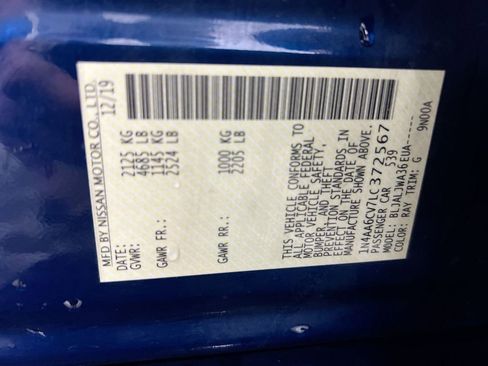 MFD BY NISSAN MOTOR CO., LTD.
12/19
GVWR: 2125 KG
4685 LB
GAWR FR.: 1145 KG
2524 LB
GAWR RR.: 1000 KG
2205 LB
THIS VEHICLE CONFORMS TO
ALL APPLICABLE FEDERAL
MOTOR VEHICLE SAFETY,
BUMPER, AND THEFT
PREVENTION STANDARDS IN
EFFECT ON THE DATE OF
MANUFACTURE SHOWN ABOVE.
1N4AA6CV7LC372567
PASSENGER CAR 539
MODEL: BLJALJWA36EUA-----
COLOR: RAY TRIM: G 9N00A